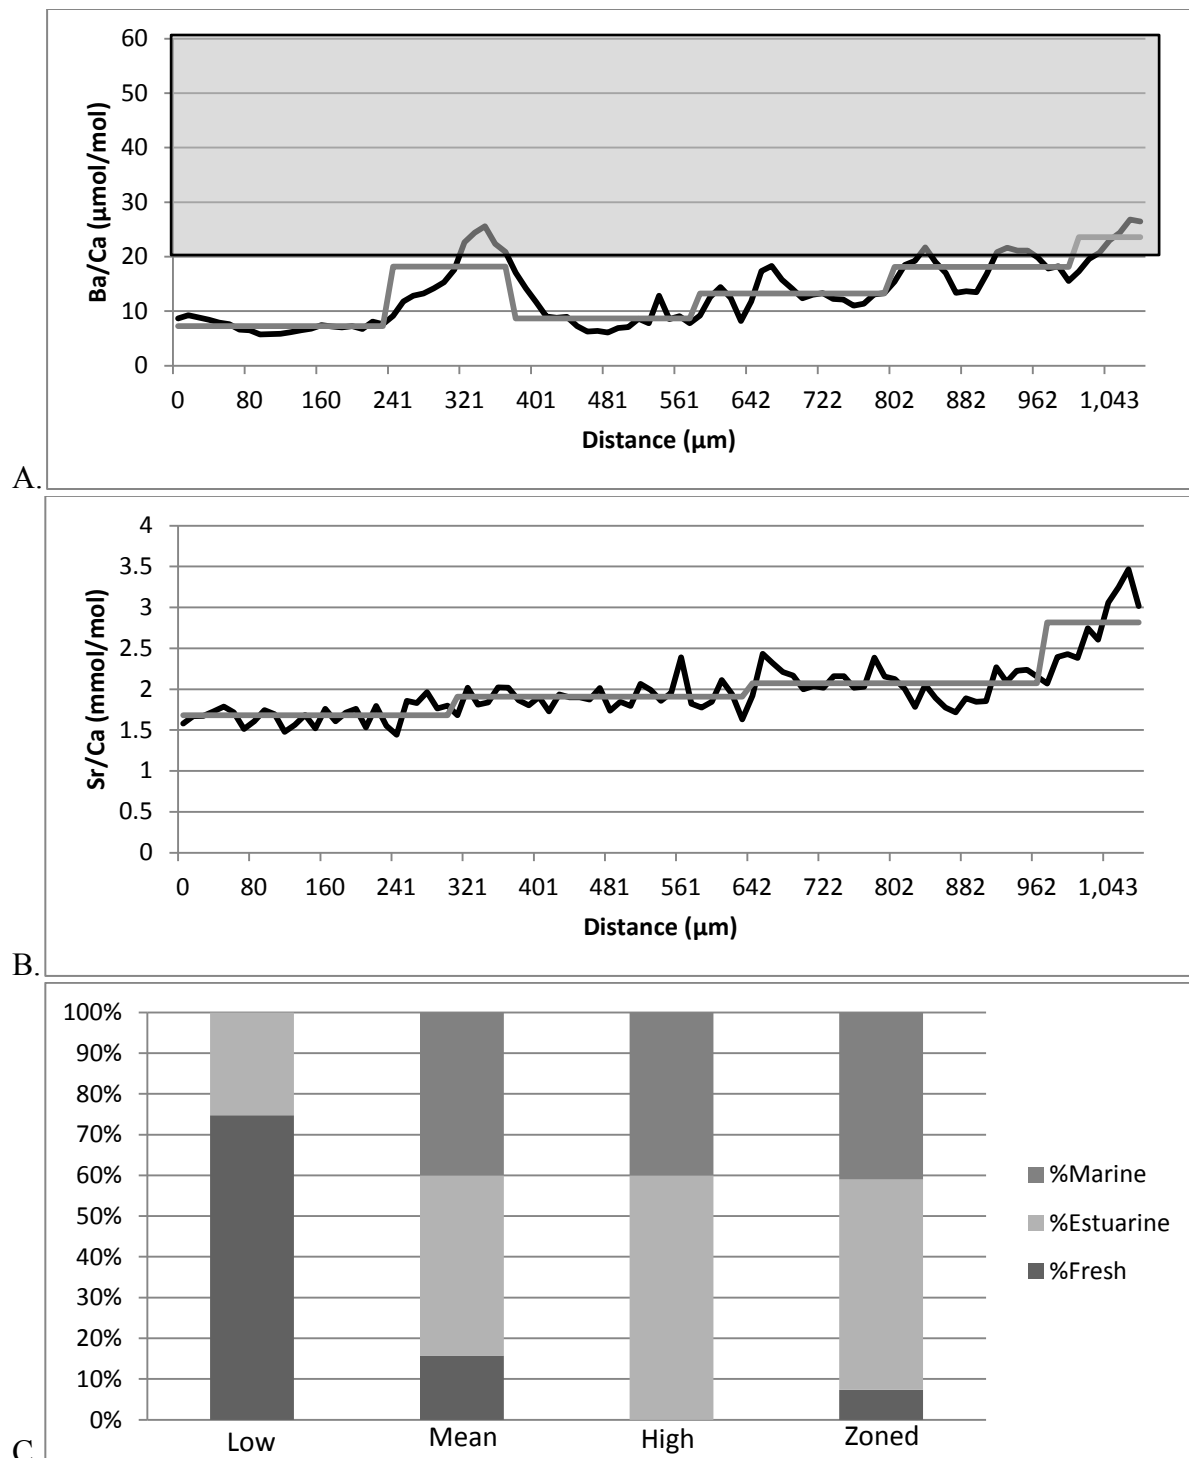 60
50
40
30
20
10
0
Ba/Ca (µmol/mol)
0 80 160 241 321 401 481 561 642 722 802 882 962 1,043
Distance (µm)
A.
4
3.5
3
2.5
2
1.5
1
0.5
0
Sr/Ca (mmol/mol)
0 80 160 241 321 401 481 561 642 722 802 882 962 1,043
Distance (µm)
B.
100%
90%
80%
70%
60%
50%
40%
30%
20%
10%
0%
%Marine
%Estuarine
%Fresh
Low Mean High Zoned
C